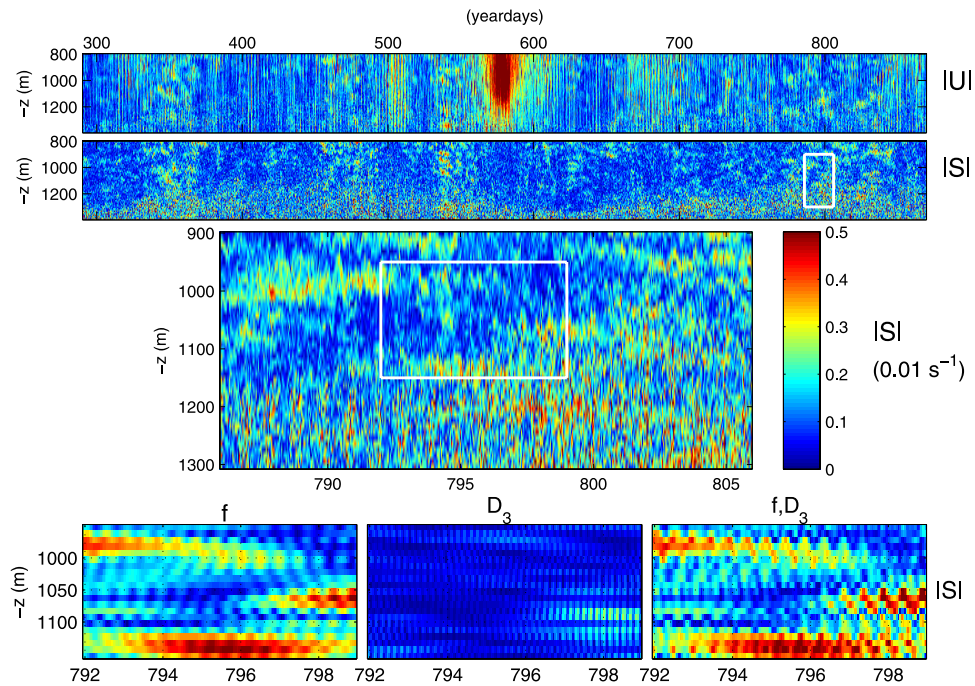 (yeardays)
300 400 500 600 700 800
800
1000
1200
−z (m)
|U|
800
1000
1200
−z (m)
|S|
900
1000
1100
1200
1300
−z (m)
790 795 800 805
0.5
0.4
0.3
0.2
0.1
0
|S|
(0.01 s⁻¹)
f D₃ f,D₃
1000
1050
1100
−z (m)
|S|
792 794 796 798 792 794 796 798 792 794 796 798